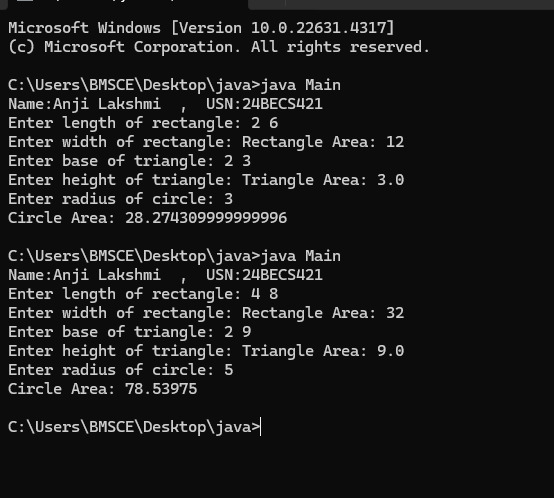 Microsoft Windows [Version 10.0.22631.4317]
(c) Microsoft Corporation. All rights reserved.
C:\Users\BMSCE\Desktop\java>java Main
Name:Anji Lakshmi  ,  USN:24BECS421
Enter length of rectangle: 2 6
Enter width of rectangle: Rectangle Area: 12
Enter base of triangle: 2 3
Enter height of triangle: Triangle Area: 3.0
Enter radius of circle: 3
Circle Area: 28.274309999999996
C:\Users\BMSCE\Desktop\java>java Main
Name:Anji Lakshmi  ,  USN:24BECS421
Enter length of rectangle: 4 8
Enter width of rectangle: Rectangle Area: 32
Enter base of triangle: 2 9
Enter height of triangle: Triangle Area: 9.0
Enter radius of circle: 5
Circle Area: 78.53975
C:\Users\BMSCE\Desktop\java>